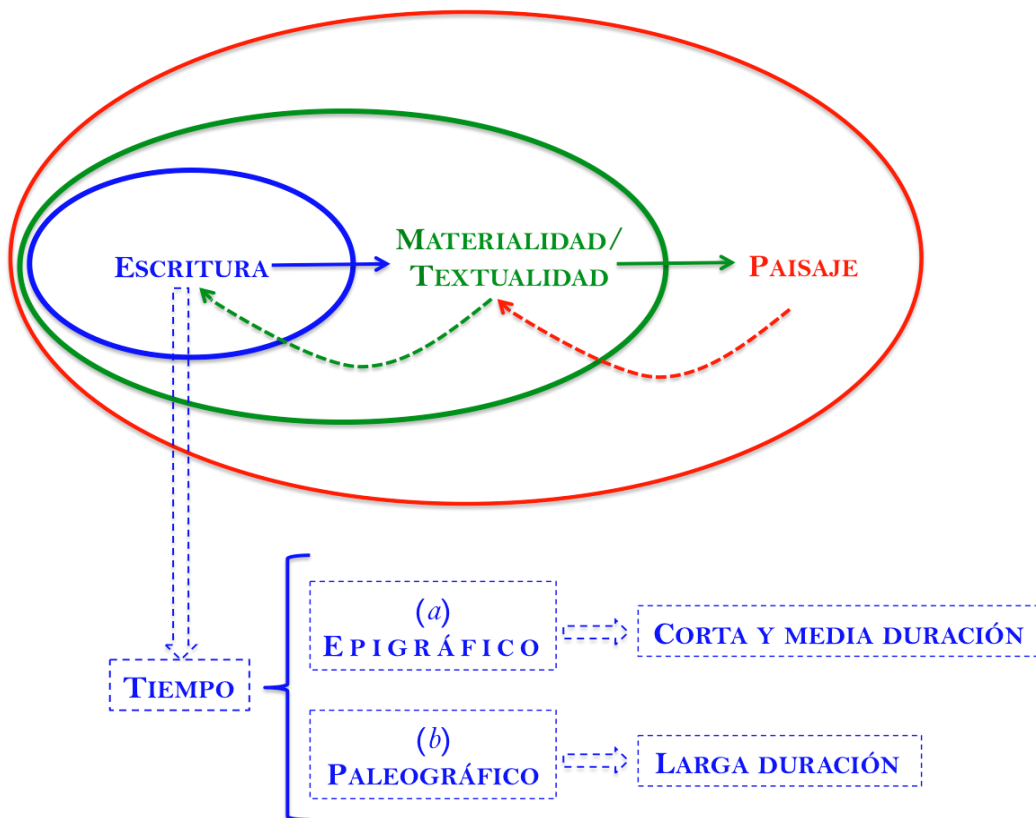 ESCRITURA
MATERIALIDAD/
TEXTUALIDAD
PAISAJE
TIEMPO
(a)
EPIGRÁFICO
CORTA Y MEDIA DURACIÓN
(b)
PALEOGRÁFICO
LARGA DURACIÓN